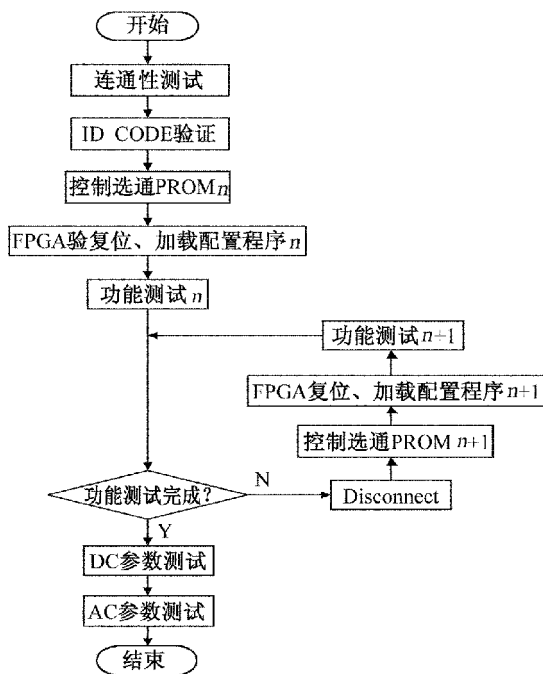 开始
连通性测试
ID CODE验证
控制选通PROM n
FPGA验复位、加载配置程序 n
功能测试 n
功能测试 n+1
FPGA复位、加载配置程序 n+1
控制选通PROM n+1
功能测试完成?
N
Disconnect
Y
DC参数测试
AC参数测试
结束